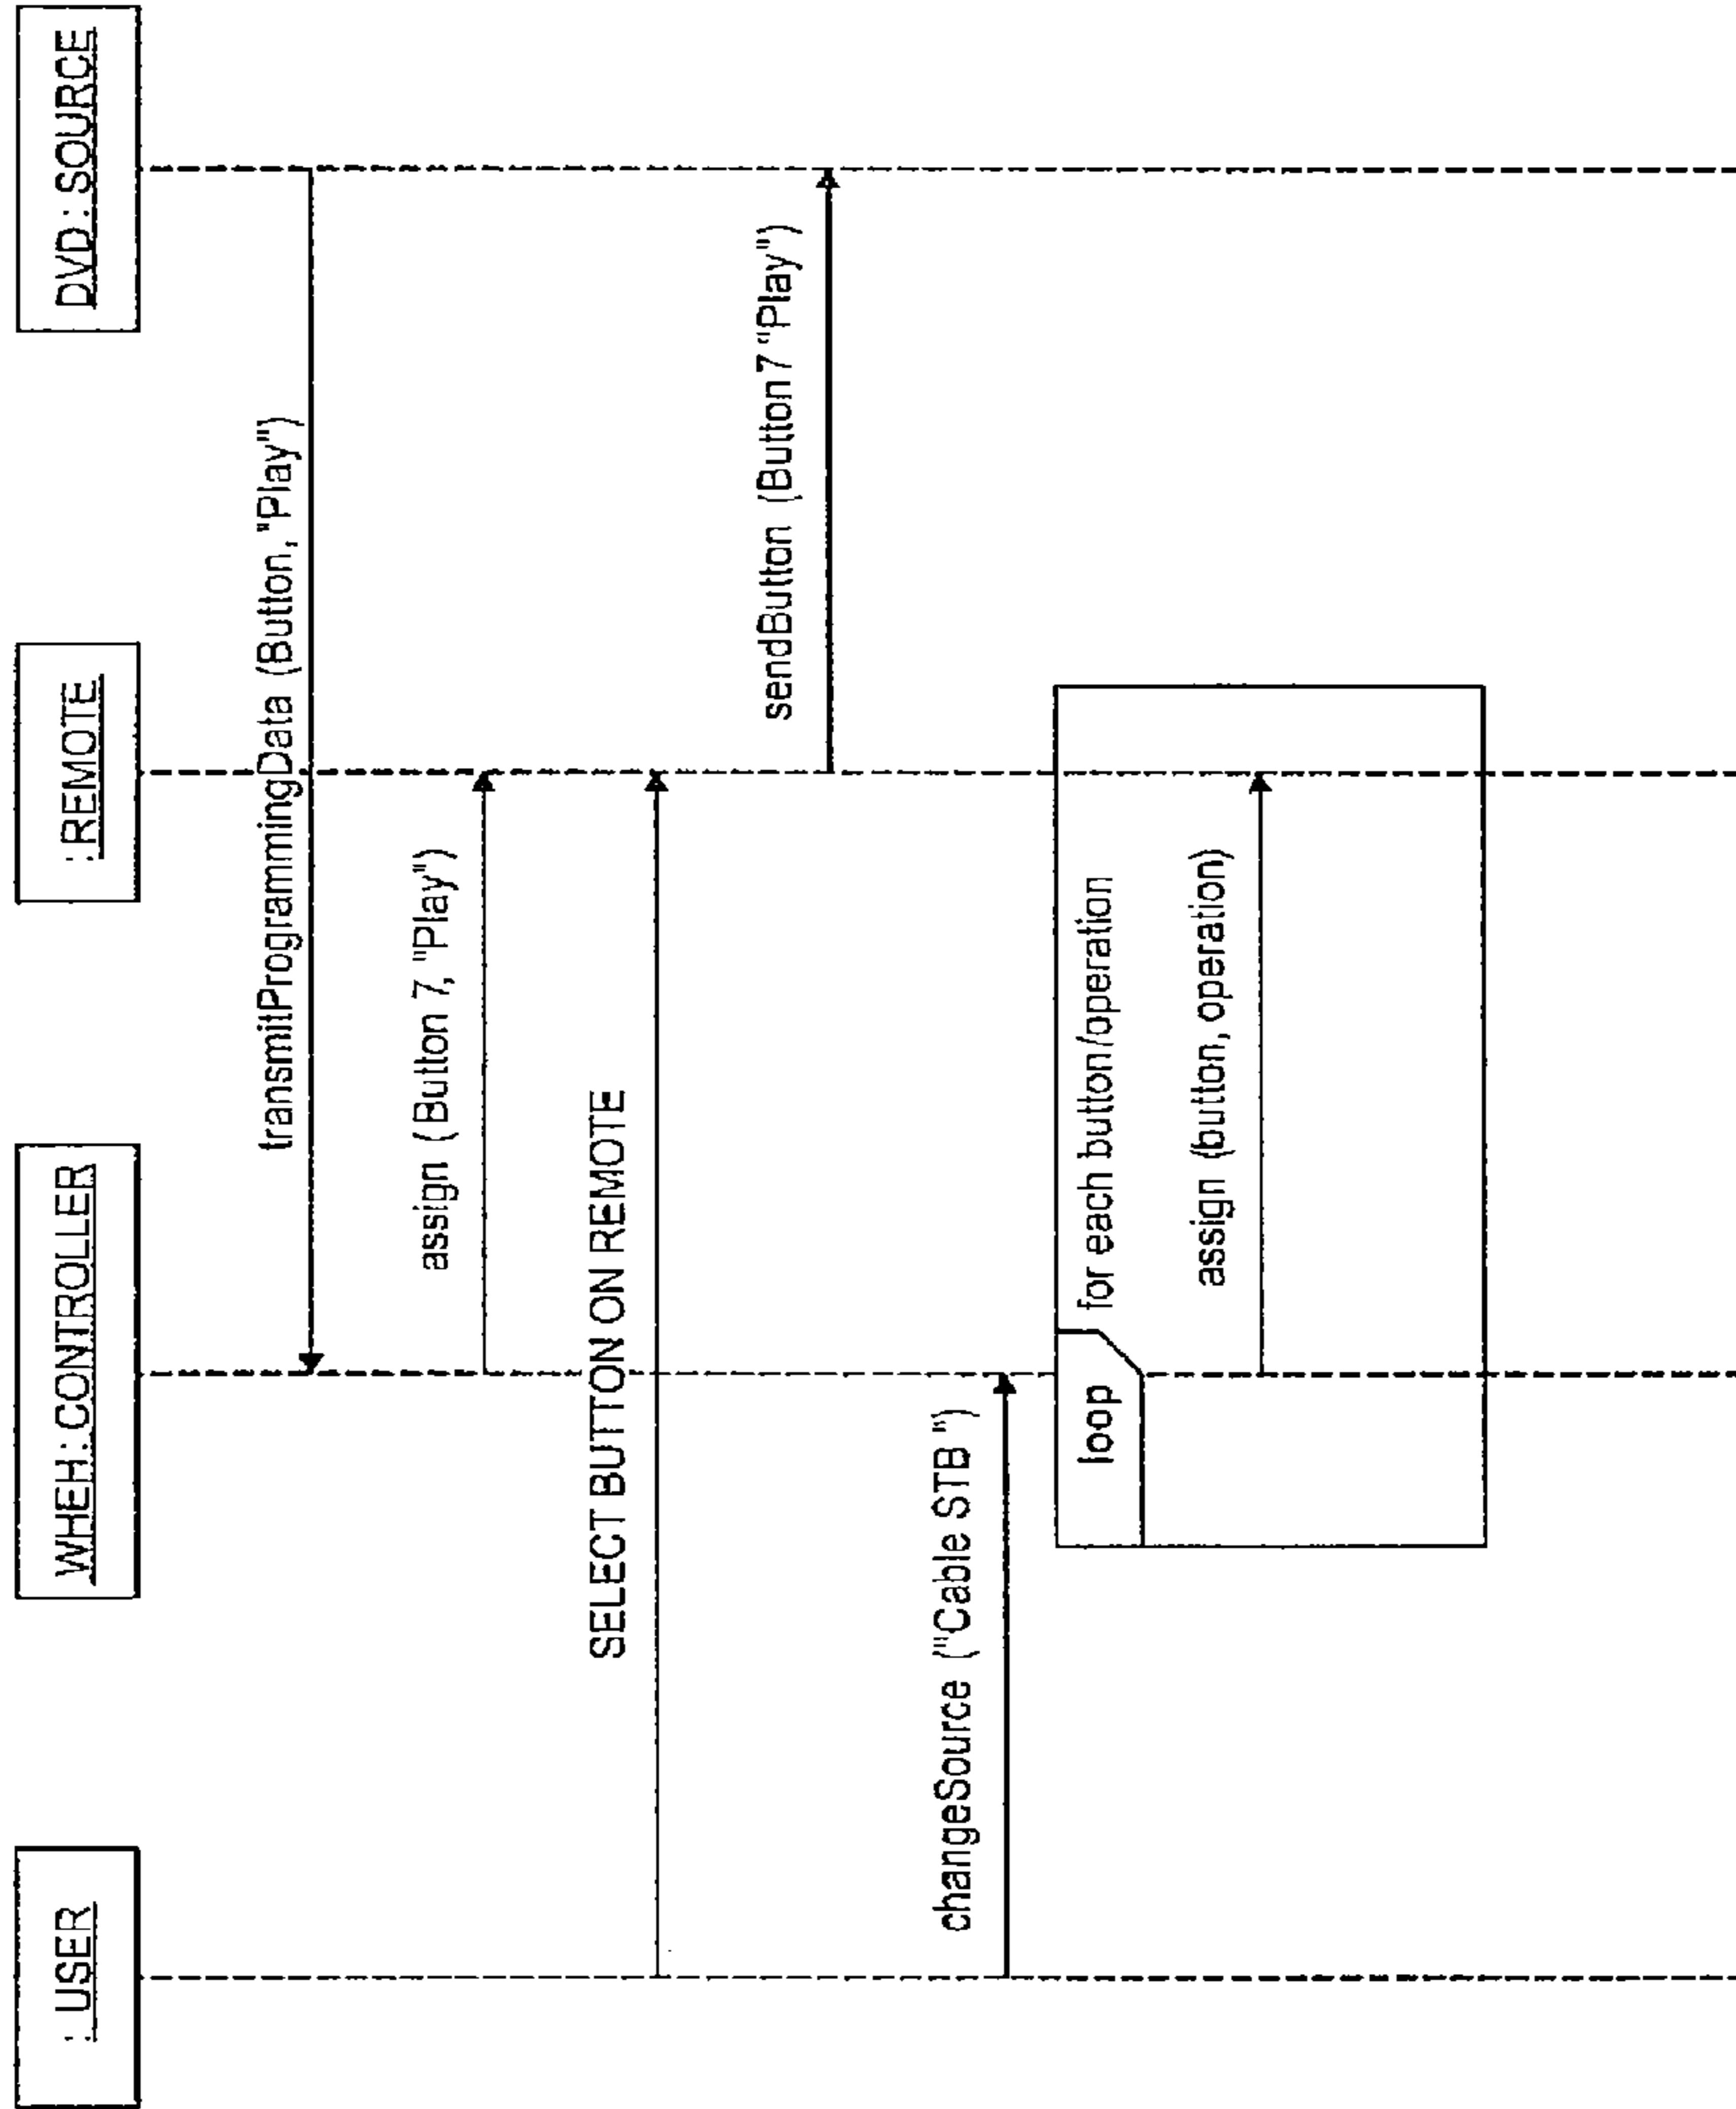 : USER
WHEH : CONTROLLER
: REMOTE
DVD : SOURCE
transmitProgrammingData (Button, "Play")
assign (Button 7, "Play")
SELECT BUTTON ON REMOTE
sendButton (Button 7 "Play")
changeSource ("Cable STB ")
loop
for each button/operation
assign (button, operation)